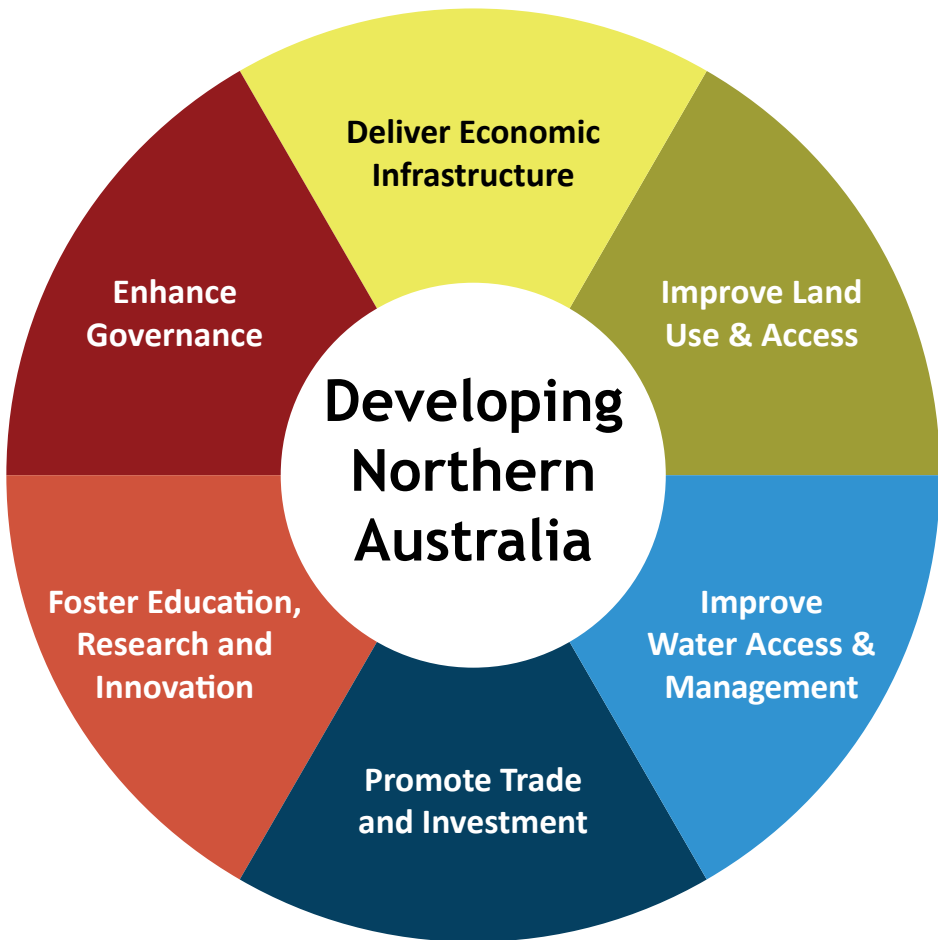 Deliver Economic
Infrastructure
Improve Land
Use & Access
Improve
Water Access &
Management
Promote Trade
and Investment
Foster Education,
Research and
Innovation
Enhance
Governance
Developing
Northern
Australia